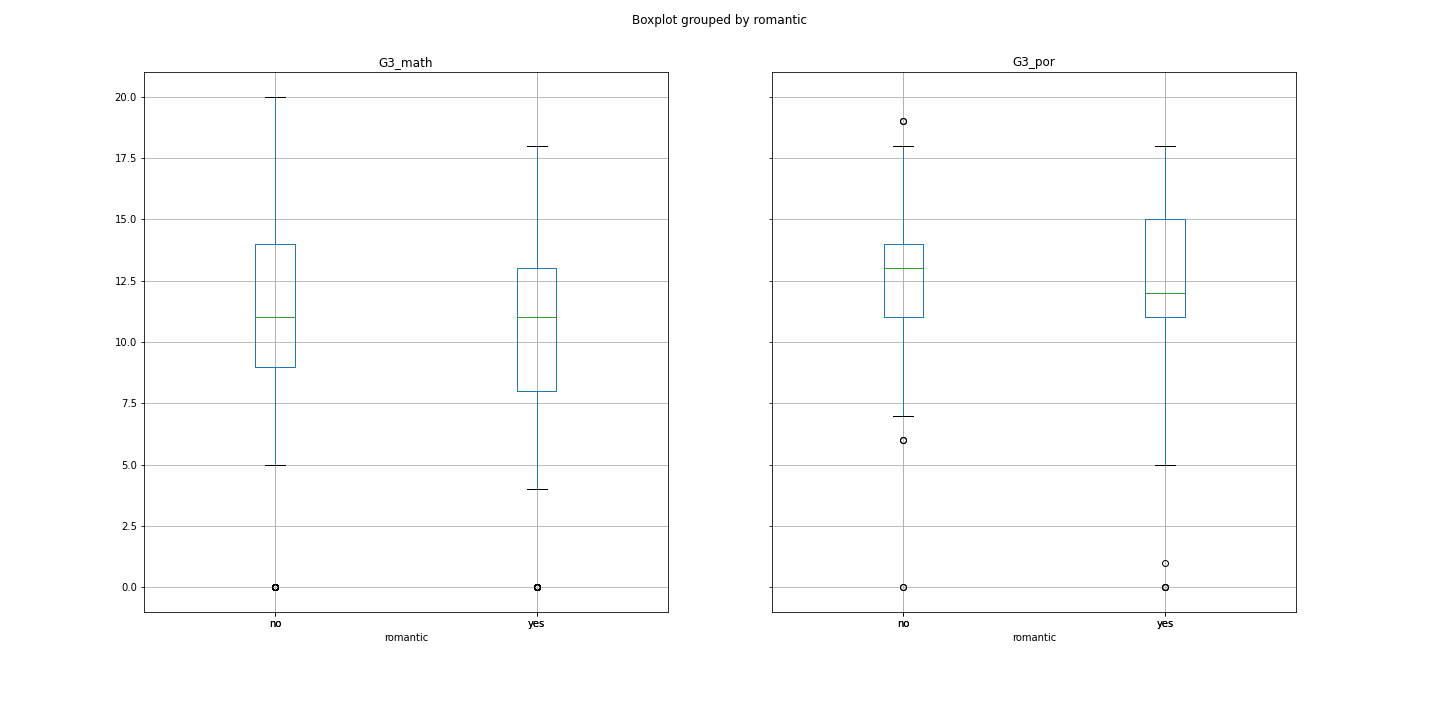 Boxplot grouped by romantic
G3_math
G3_por
20.0
17.5
15.0
12.5
10.0
7.5
5.0
2.5
0.0
no yes
romantic
no yes
romantic